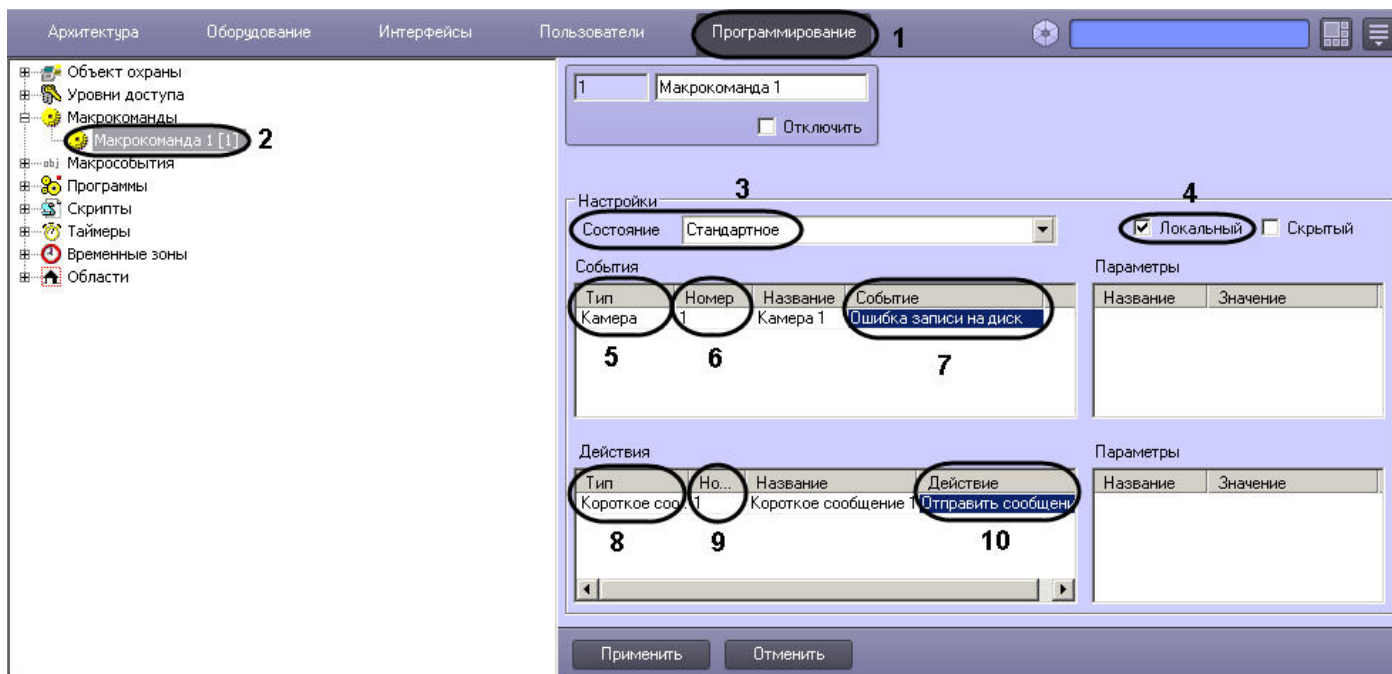 Архитектура Оборудование Интерфейсы Пользователи Программирование 1
Объект охраны
Уровни доступа
Макрокоманды
Макрокоманда 1 [1] 2
obj Макрособытия
Программы
Скрипты
Таймеры
Временные зоны
Области
1 Макрокоманда 1
Отключить
3 4
Настройки
Состояние Стандартное Локальный Скрытый
События Параметры
Тип Номер Название Событие Название Значение
Камера 1 Камера 1 Ошибка записи на диск
5 6 7
Действия Параметры
Тип Но... Название Действие Название Значение
Короткое соо... 1 Короткое сообщение 1 Отправить сообщени
8 9 10
Применить Отменить